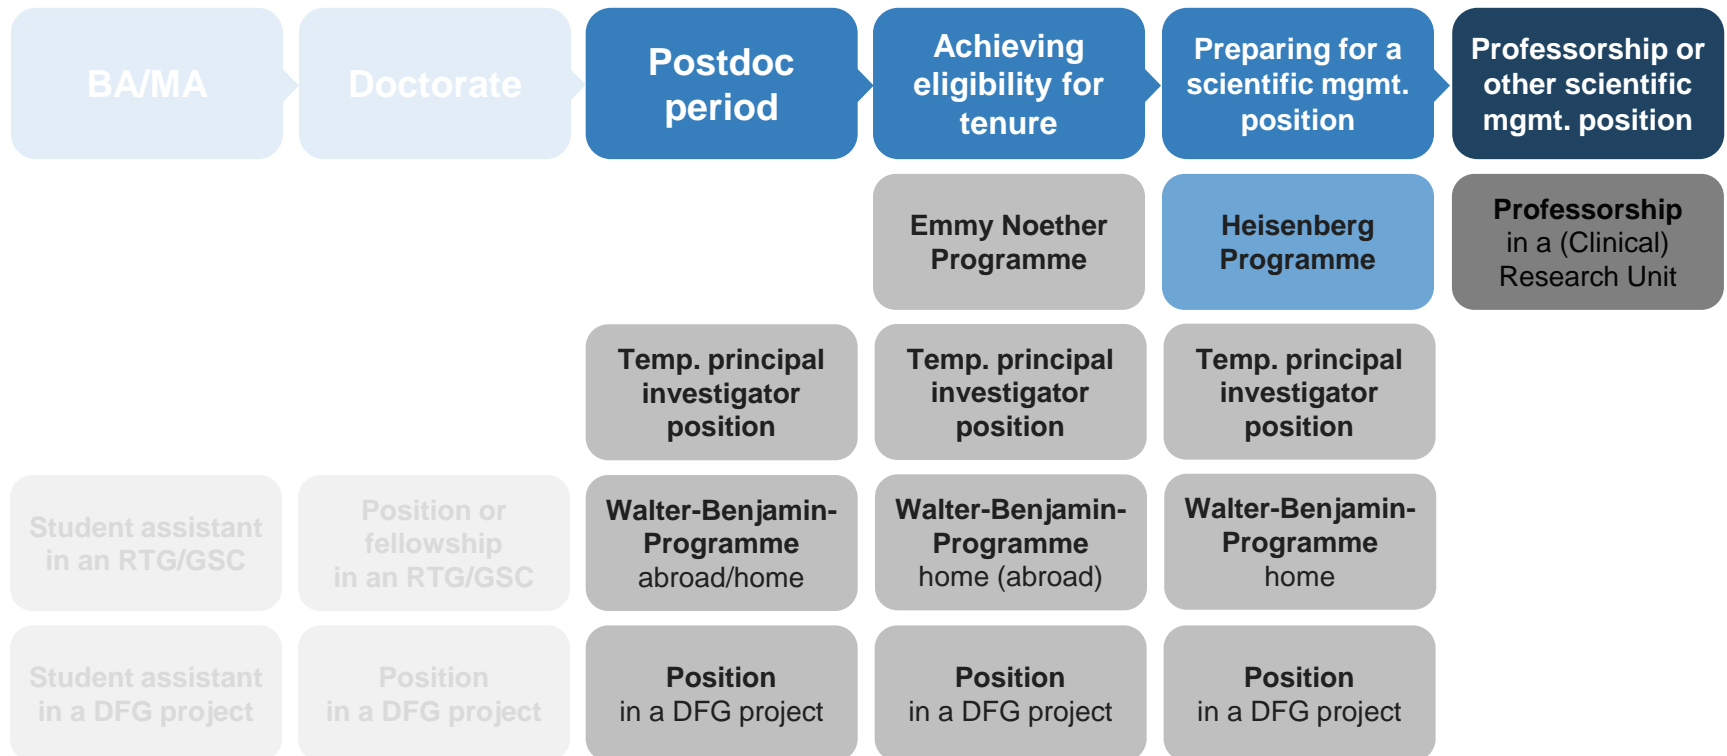 BA/MA
Doctorate
Postdoc
period
Achieving
eligibility for
tenure
Preparing for a
scientific mgmt.
position
Professorship or
other scientific
mgmt. position
Emmy Noether
Programme
Heisenberg
Programme
Professorship
in a (Clinical)
Research Unit
Temp. principal
investigator
position
Temp. principal
investigator
position
Temp. principal
investigator
position
Student assistant
in an RTG/GSC
Position or
fellowship
in an RTG/GSC
Walter-Benjamin-
Programme
abroad/home
Walter-Benjamin-
Programme
home (abroad)
Walter-Benjamin-
Programme
home
Student assistant
in a DFG project
Position
in a DFG project
Position
in a DFG project
Position
in a DFG project
Position
in a DFG project